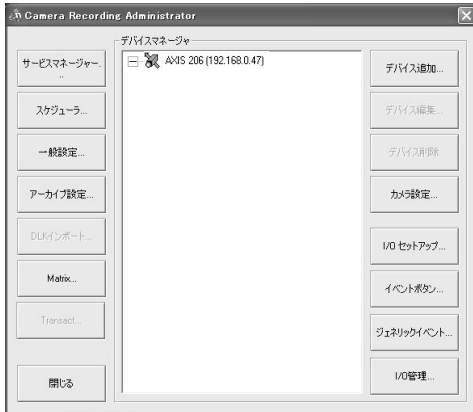 Camera Recording Administrator
サービスマネージャー...
スケジューラ...
一般設定...
アーカイブ設定...
DLKインポート...
Matrix...
Transact...
閉じる
デバイスマネージャ
AXIS 206 (192.168.0.47)
デバイス追加...
デバイス編集...
デバイス削除
カメラ設定...
I/O セットアップ...
イベントボタン...
ジェネリックイベント...
I/O管理...